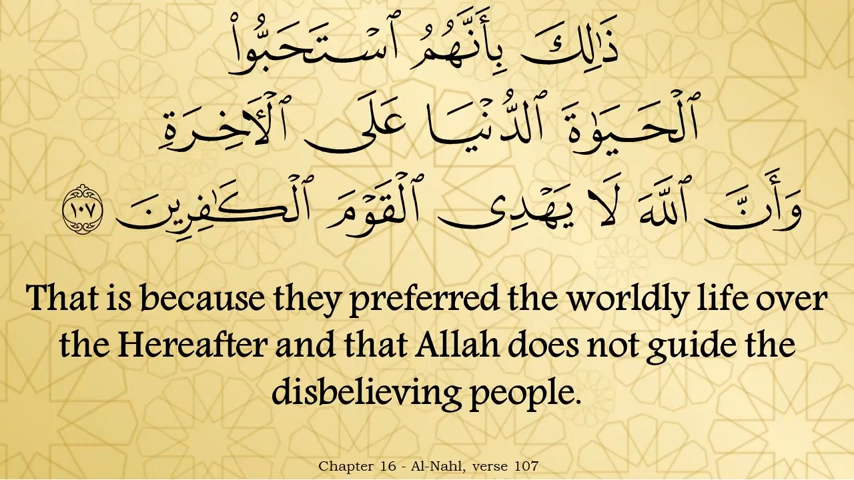 ذَٰلِكَ بِأَنَّهُمُ ٱسْتَحَبُّوا۟
ٱلْحَيَوٰةَ ٱلدُّنْيَا عَلَى ٱلْـَٔاخِرَةِ
وَأَنَّ ٱللَّهَ لَا يَهْدِى ٱلْقَوْمَ ٱلْكَـٰفِرِينَ ١٠٧
That is because they preferred the worldly life over
the Hereafter and that Allah does not guide the
disbelieving people.
Chapter 16 - Al-Nahl, verse 107